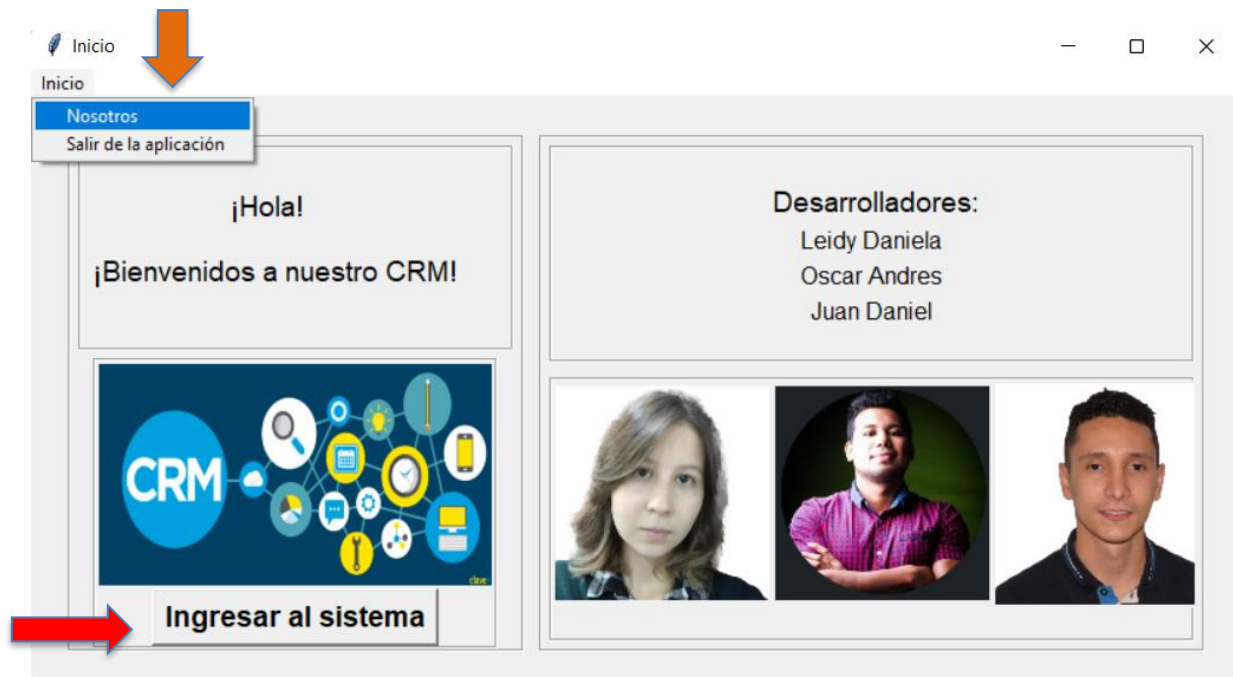 Inicio
Inicio
Nosotros
Salir de la aplicación
¡Hola!
¡Bienvenidos a nuestro CRM!
CRM
clave
Ingresar al sistema
Desarrolladores:
Leidy Daniela
Oscar Andres
Juan Daniel